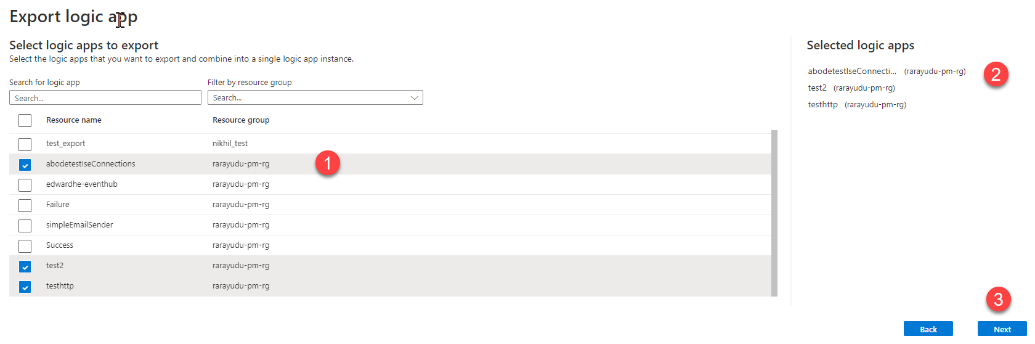 Export logic app
Select logic apps to export
Select the logic apps that you want to export and combine into a single logic app instance.
Search for logic app
Filter by resource group
Search...
Search...
Resource name
Resource group
test_export
nikhil_test
abodetestIseConnections
rarayudu-pm-rg
1
edwardhe-eventhub
rarayudu-pm-rg
Failure
rarayudu-pm-rg
simpleEmailSender
rarayudu-pm-rg
Success
rarayudu-pm-rg
test2
rarayudu-pm-rg
testhttp
rarayudu-pm-rg
Selected logic apps
abodetestIseConnecti... (rarayudu-pm-rg)
2
test2 (rarayudu-pm-rg)
testhttp (rarayudu-pm-rg)
3
Back
Next